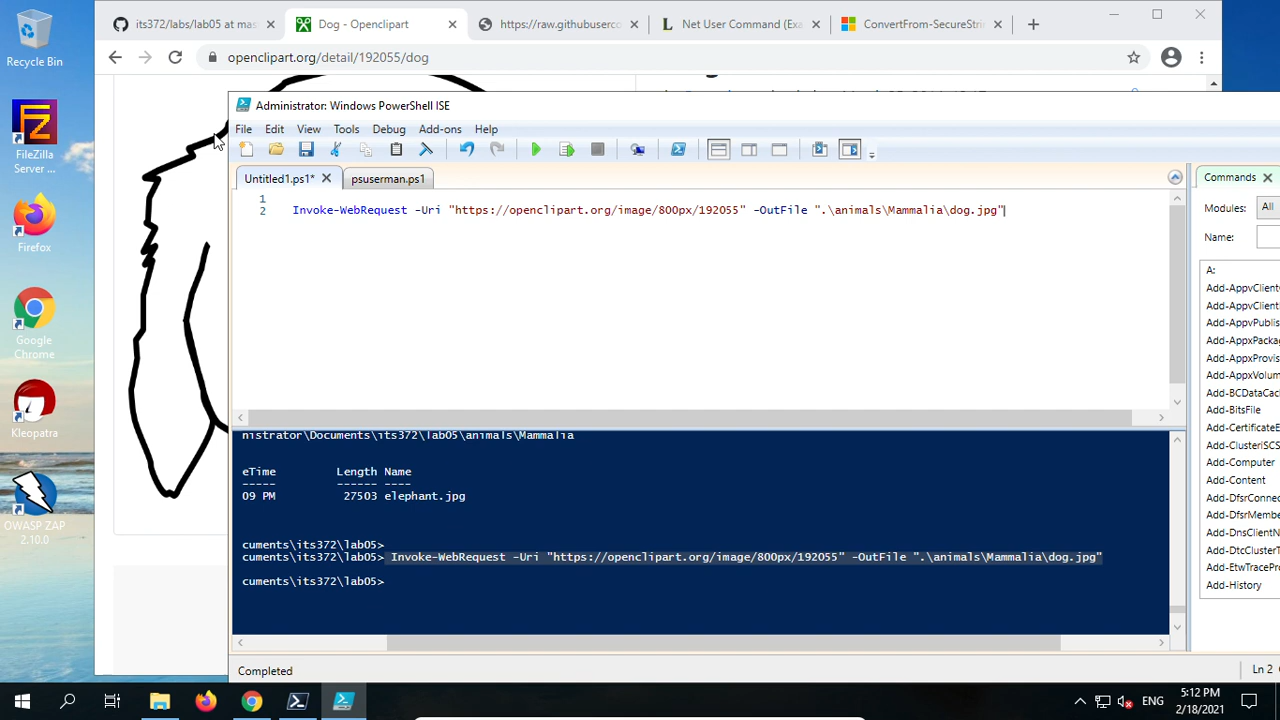 Recycle Bin
FileZilla
Server ...
Firefox
Google
Chrome
Kleopatra
OWASP ZAP
2.10.0
its372/labs/lab05 at mas
Dog - Openclipart
https://raw.githubuserco
Net User Command (Exa
ConvertFrom-SecureStrin
openclipart.org/detail/192055/dog
Administrator: Windows PowerShell ISE
File Edit View Tools Debug Add-ons Help
Untitled1.ps1* psuserman.ps1
1
2 Invoke-WebRequest -Uri "https://openclipart.org/image/800px/192055" -OutFile ".\animals\Mammalia\dog.jpg"
Commands
Modules: All
Name:
A:
Add-AppvClientC
Add-AppvPublis
Add-AppxPackag
Add-AppxProvis
Add-AppxVolum
Add-BCDataCac
Add-BitsFile
Add-Certificate
Add-ClusteriSCS
Add-Computer
Add-Content
Add-DfsrConne
Add-DfsrMembe
Add-DnsClientN
Add-DtcCluster
Add-EtwTracePr
Add-History
nistrator\Documents\its372\lab05\animals\Mammalia
eTime Length Name
----- ------ ----
09 PM 27503 elephant.jpg
cuments\its372\lab05>
cuments\its372\lab05> Invoke-WebRequest -Uri "https://openclipart.org/image/800px/192055" -OutFile ".\animals\Mammalia\dog.jpg"
cuments\its372\lab05>
Completed
Ln 2
ENG
5:12 PM
2/18/2021